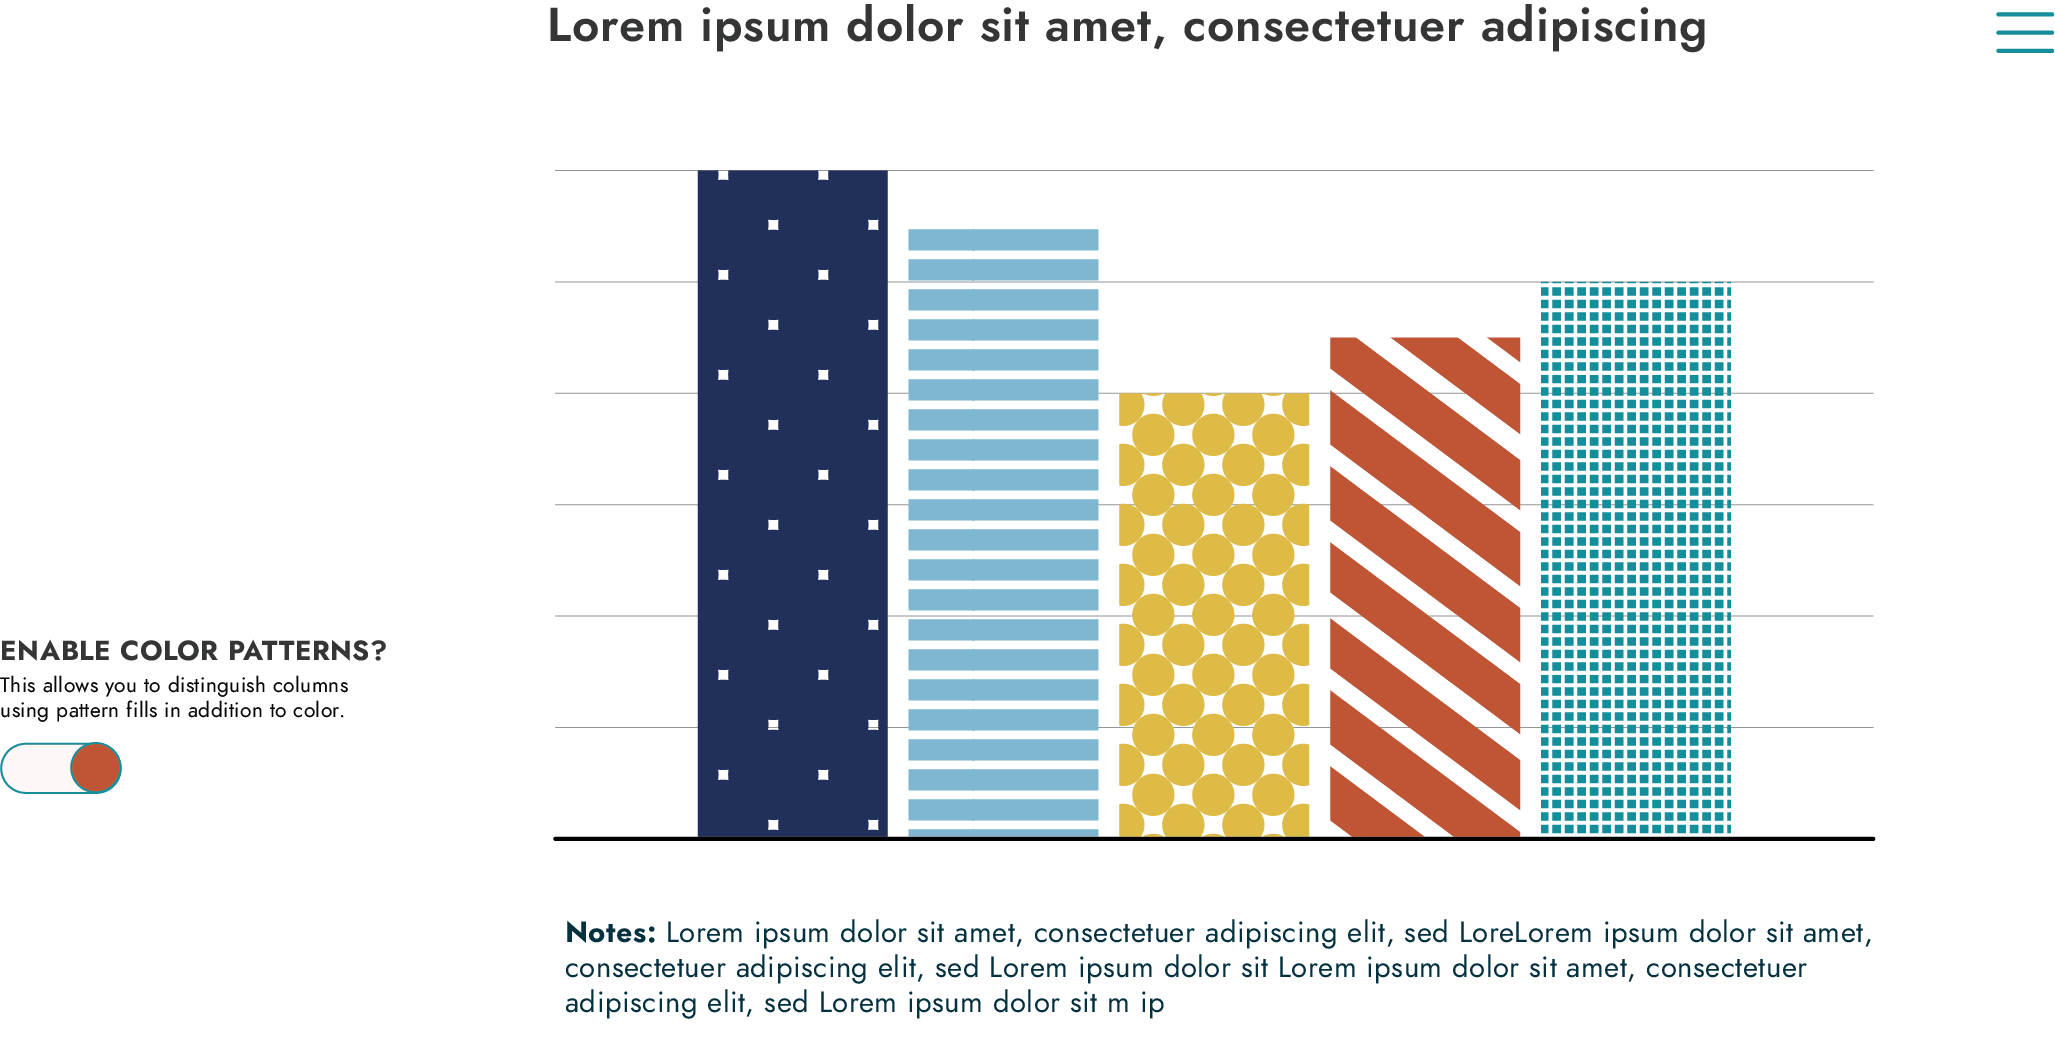 Lorem ipsum dolor sit amet, consectetuer adipiscing
ENABLE COLOR PATTERNS?
This allows you to distinguish columns
using pattern fills in addition to color.
Notes: Lorem ipsum dolor sit amet, consectetuer adipiscing elit, sed LoreLorem ipsum dolor sit amet,
consectetuer adipiscing elit, sed Lorem ipsum dolor sit Lorem ipsum dolor sit amet, consectetuer
adipiscing elit, sed Lorem ipsum dolor sit m ip